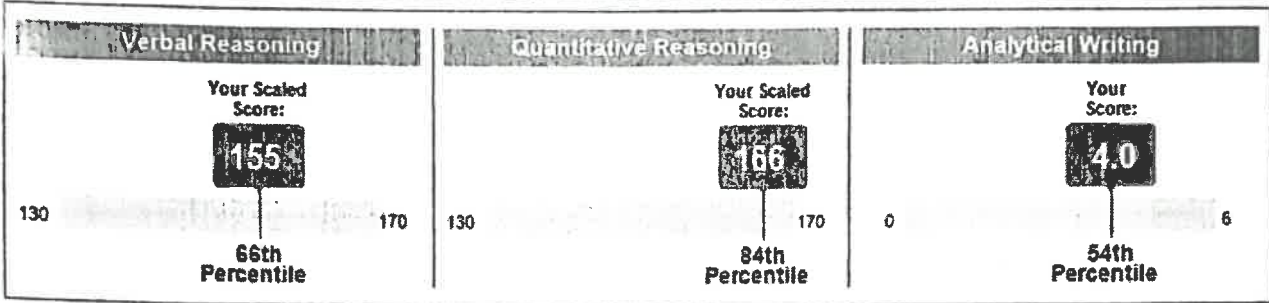 Verbal Reasoning
Your Scaled
Score:
155
130
170
66th
Percentile
Quantitative Reasoning
Your Scaled
Score:
166
130
170
84th
Percentile
Analytical Writing
Your
Score:
4.0
0
6
54th
Percentile